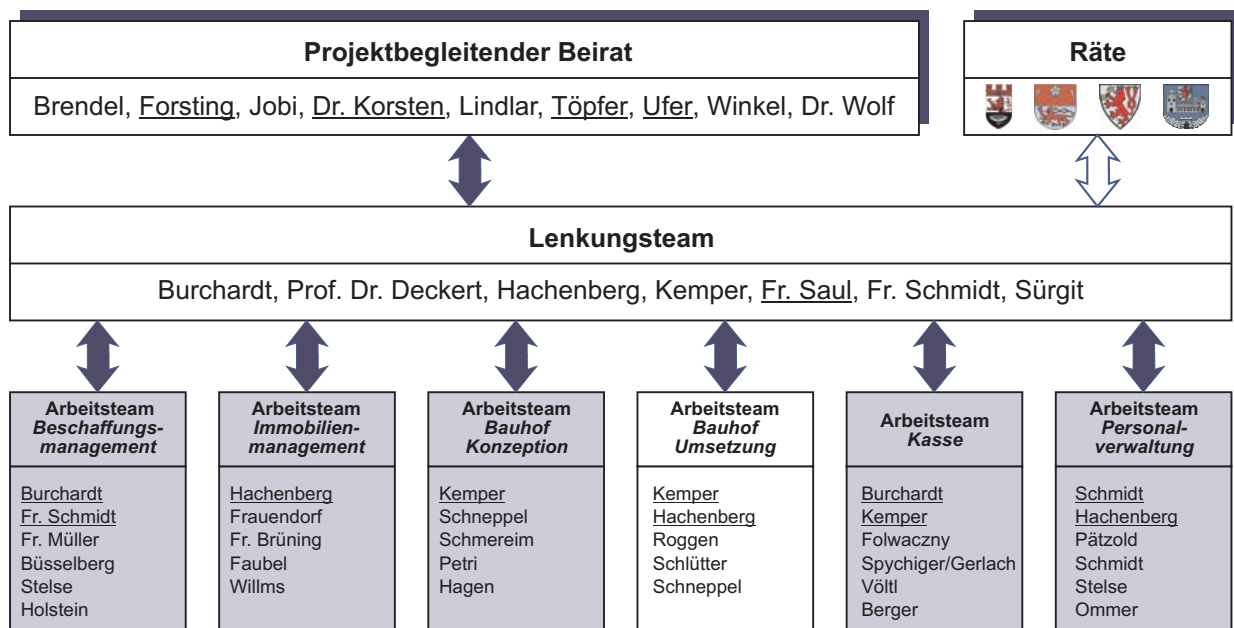 Projektbegleitender Beirat
Brendel, Forsting, Jobi, Dr. Korsten, Lindlar, Töpfer, Ufer, Winkel, Dr. Wolf
Räte
Lenkungsteam
Burchardt, Prof. Dr. Deckert, Hachenberg, Kemper, Fr. Saul, Fr. Schmidt, Sürgit
Arbeitsteam
Beschaffungs-
management
Burchardt
Fr. Schmidt
Fr. Müller
Büsselberg
Stelse
Holstein
Arbeitsteam
Immobilien-
management
Hachenberg
Frauendorf
Fr. Brüning
Faubel
Willms
Arbeitsteam
Bauhof
Konzeption
Kemper
Schneppel
Schmereim
Petri
Hagen
Arbeitsteam
Bauhof
Umsetzung
Kemper
Hachenberg
Roggen
Schlütter
Schneppel
Arbeitsteam
Kasse
Burchardt
Kemper
Folwaczny
Spychiger/Gerlach
Völtl
Berger
Arbeitsteam
Personal-
verwaltung
Schmidt
Hachenberg
Pätzold
Schmidt
Stelse
Ommer